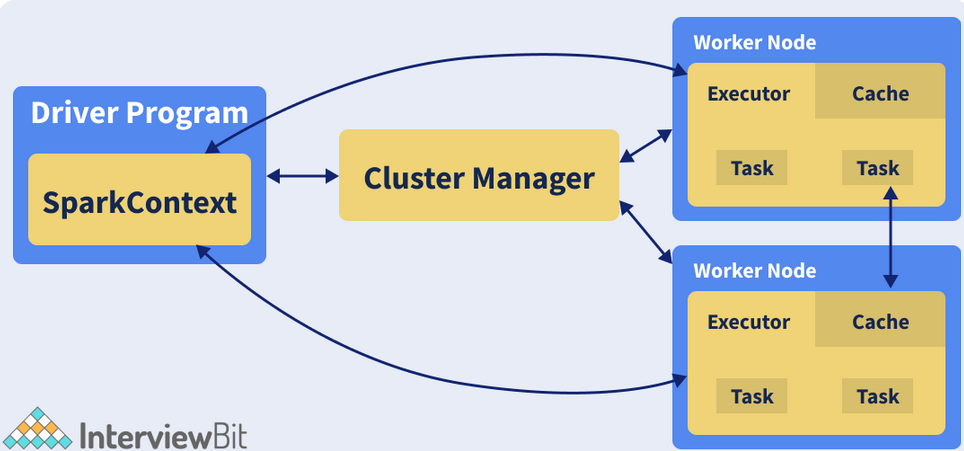 Driver Program
SparkContext
Cluster Manager
Worker Node
Executor Cache
Task Task
Worker Node
Executor Cache
Task Task
InterviewBit